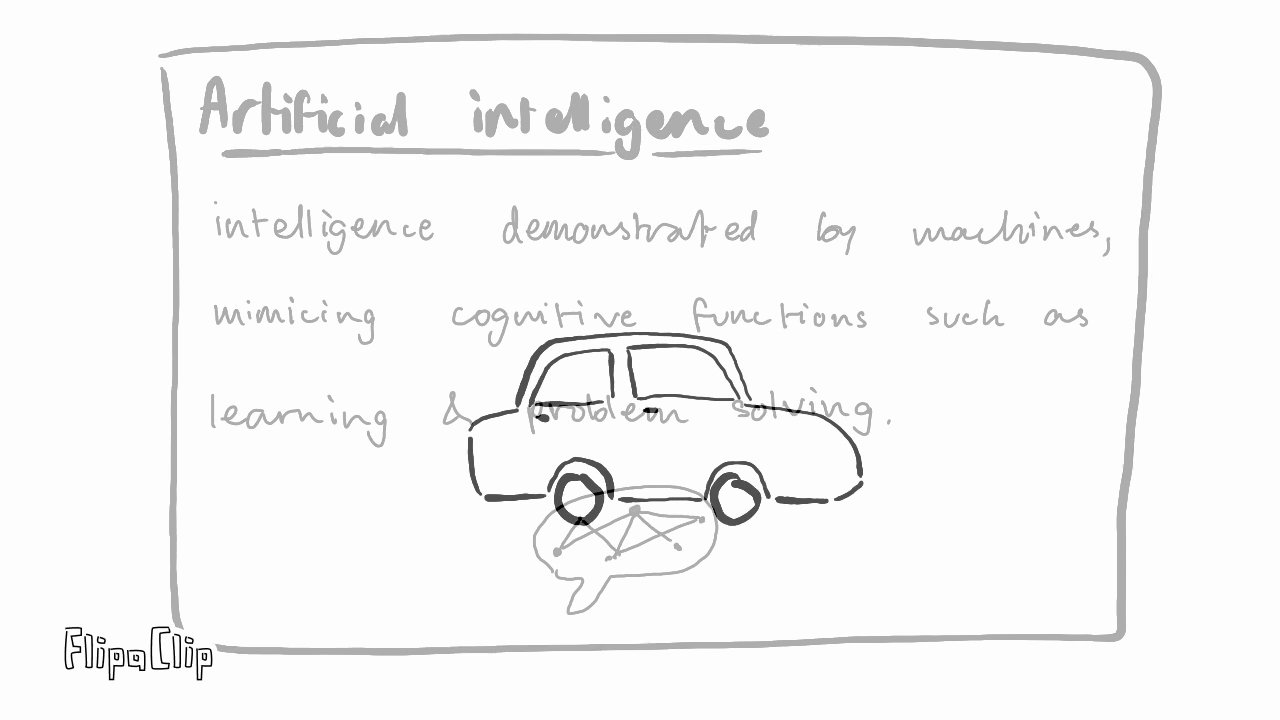 Artificial intelligence
intelligence demonstrated by machines,
mimicing cognitive functions such as
learning & problem solving.
FlipaClip